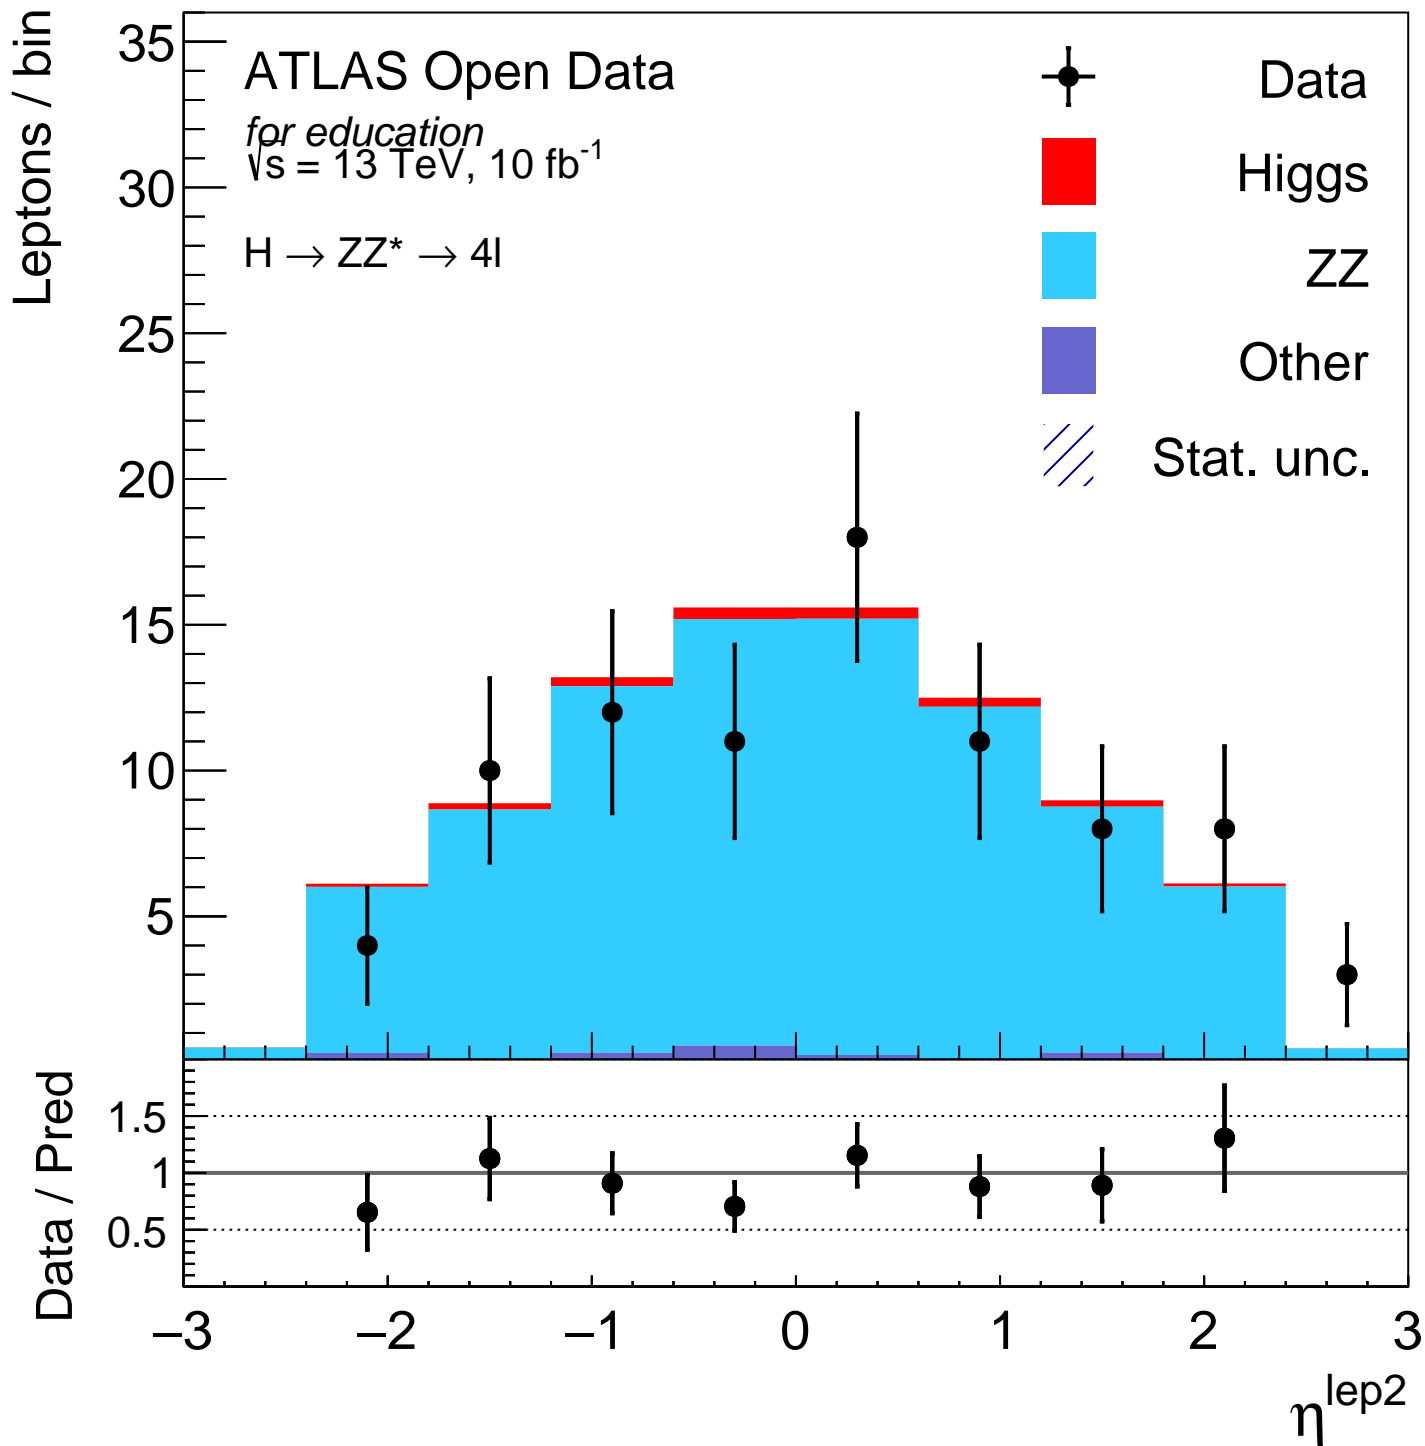 Leptons / bin
35
30
25
20
15
10
5
ATLAS Open Data
for education
√s = 13 TeV, 10 fb⁻¹
H → ZZ* → 4l
Data
Higgs
ZZ
Other
Stat. unc.
Data / Pred
1.5
1
0.5
−3 −2 −1 0 1 2 3
η^lep2